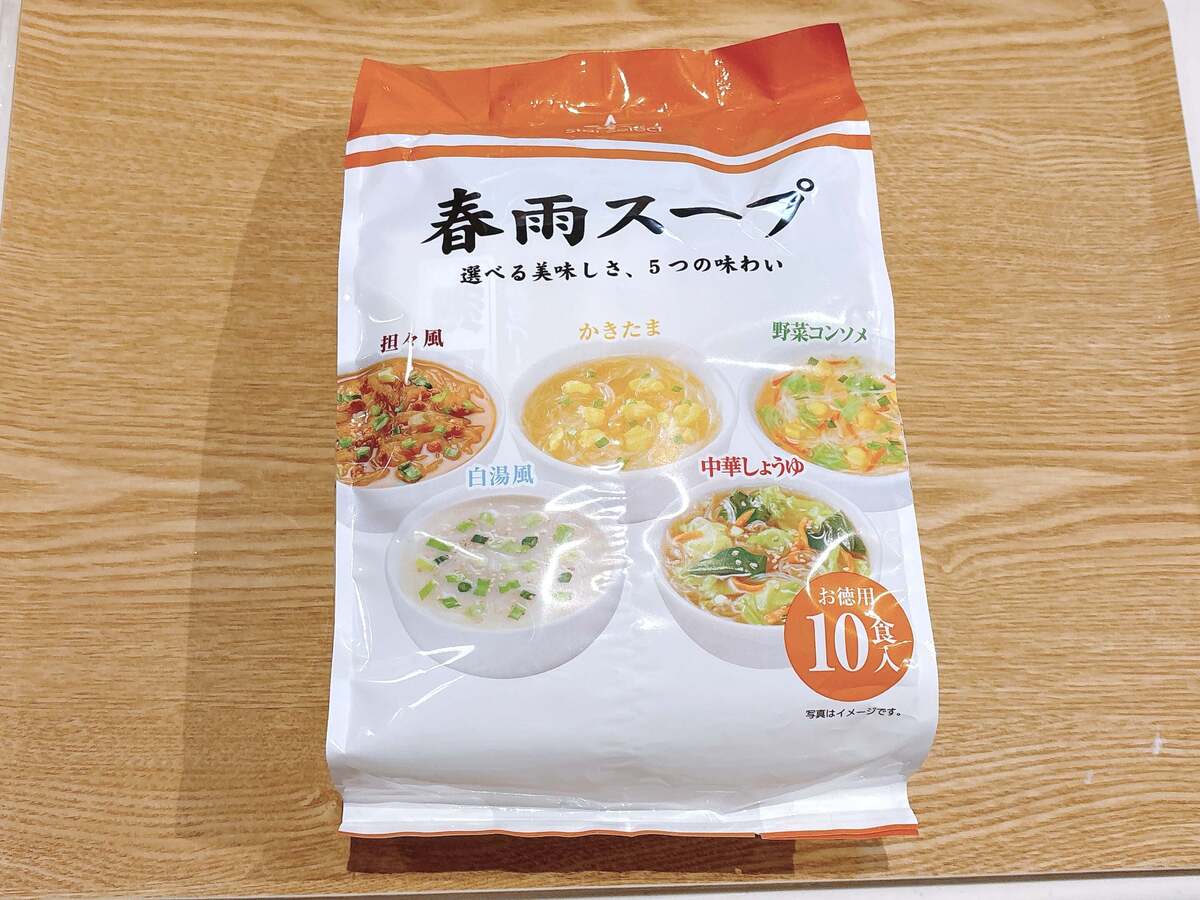 Star Select
春雨スープ
選べる美味しさ、5つの味わい
担々風
かきたま
野菜コンソメ
白湯風
中華しょうゆ
お徳用
10食入
写真はイメージです。